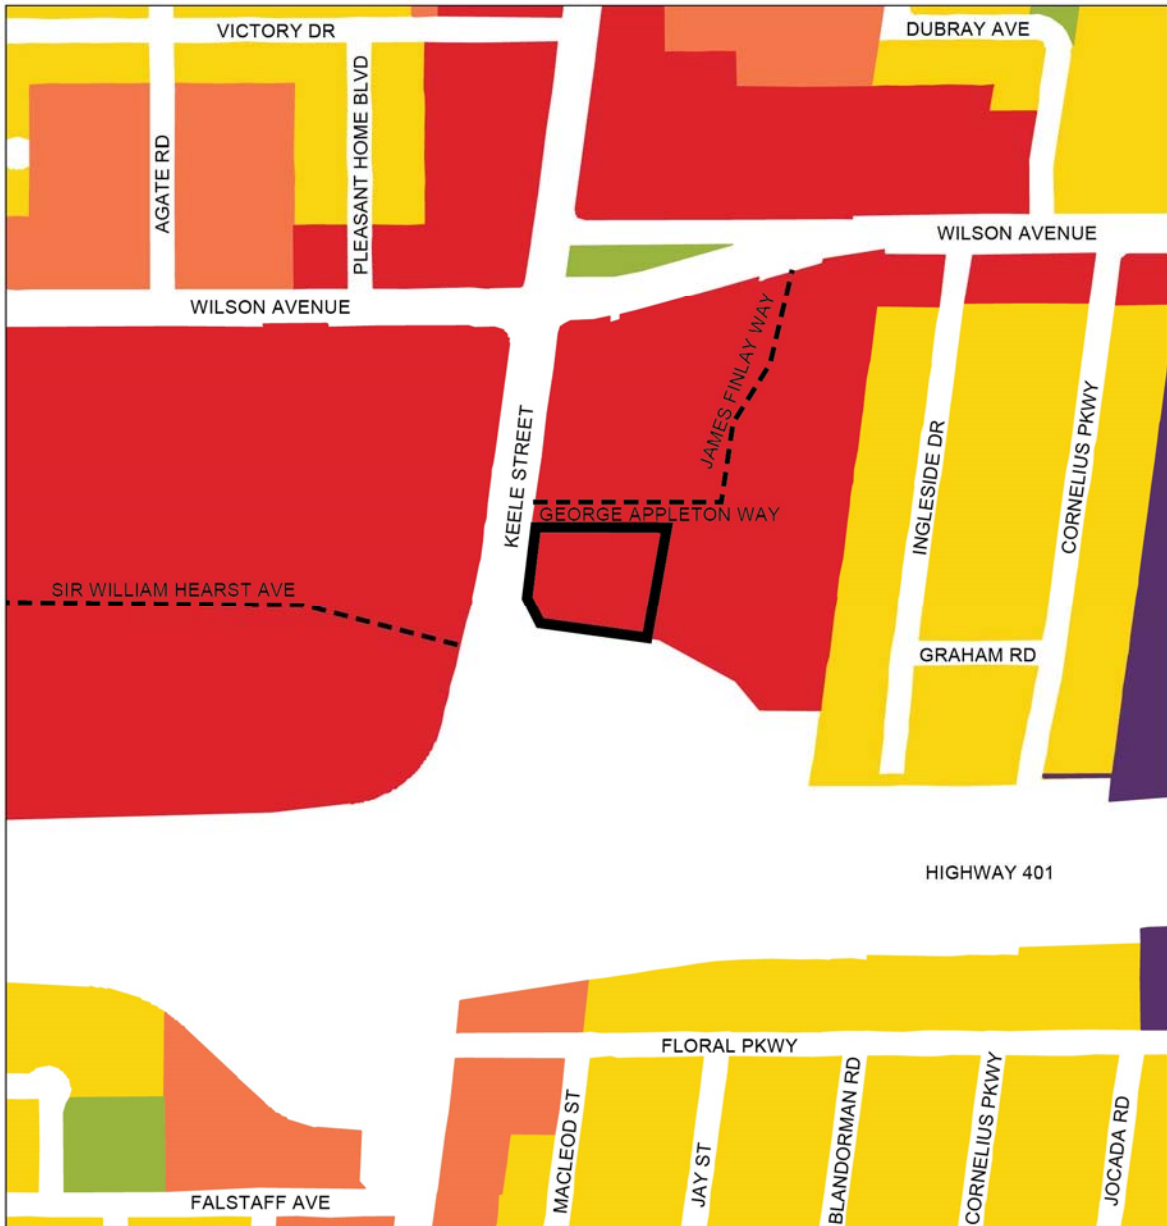 VICTORY DR
DUBRAY AVE
AGATE RD
PLEASANT HOME BLVD
WILSON AVENUE
WILSON AVENUE
JAMES FINLAY WAY
KEELE STREET
GEORGE APPLETON WAY
INGLESIDE DR
CORNELIUS PKWY
SIR WILLIAM HEARST AVE
GRAHAM RD
HIGHWAY 401
FLORAL PKWY
MACLEOD ST
JAY ST
BLANDORMAN RD
CORNELIUS PKWY
JOCADA RD
FALSTAFF AVE